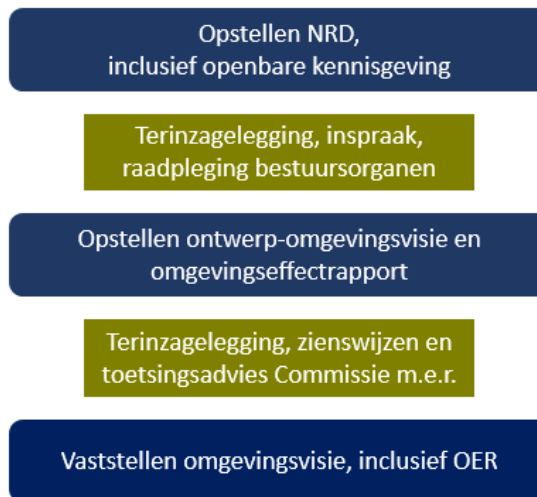 Opstellen NRD,
inclusief openbare kennisgeving
Terinzagelegging, inspraak,
raadpleging bestuursorganen
Opstellen ontwerp-omgevingsvisie en
omgevingseffectrapport
Terinzagelegging, zienswijzen en
toetsingsadvies Commissie m.e.r.
Vaststellen omgevingsvisie, inclusief OER